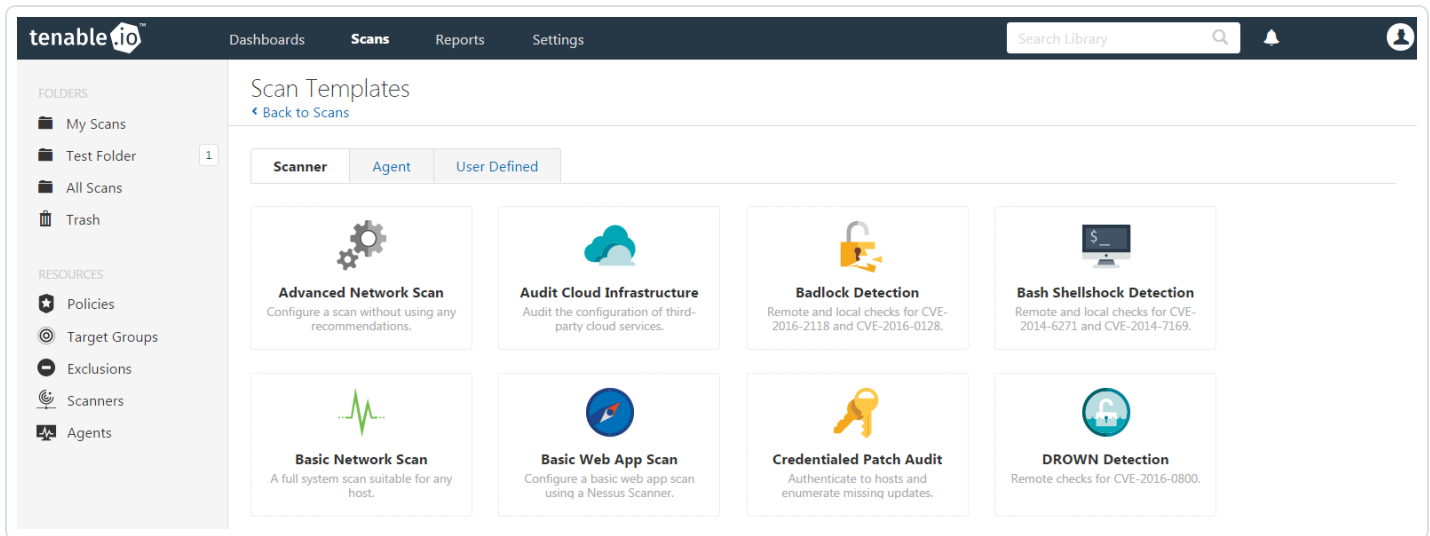 tenable.io™
Dashboards Scans Reports Settings Search Library
FOLDERS
My Scans
Test Folder 1
All Scans
Trash
RESOURCES
Policies
Target Groups
Exclusions
Scanners
Agents
Scan Templates
Back to Scans
Scanner Agent User Defined
Advanced Network Scan
Configure a scan without using any
recommendations.
Audit Cloud Infrastructure
Audit the configuration of third-
party cloud services.
Badlock Detection
Remote and local checks for CVE-
2016-2118 and CVE-2016-0128.
$_
Bash Shellshock Detection
Remote and local checks for CVE-
2014-6271 and CVE-2014-7169.
Basic Network Scan
A full system scan suitable for any
host.
Basic Web App Scan
Configure a basic web app scan
using a Nessus Scanner.
Credentialed Patch Audit
Authenticate to hosts and
enumerate missing updates.
DROWN Detection
Remote checks for CVE-2016-0800.